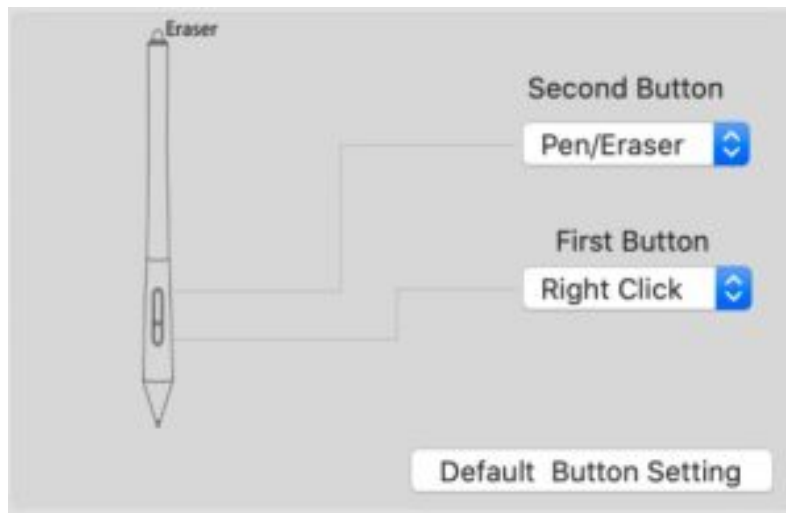 Eraser
Second Button
Pen/Eraser
First Button
Right Click
Default Button Setting